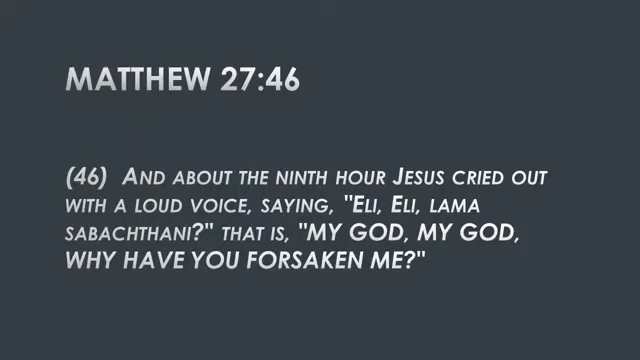 MATTHEW 27:46
(46) AND ABOUT THE NINTH HOUR JESUS CRIED OUT
WITH A LOUD VOICE, SAYING, "ELI, ELI, LAMA
SABACHTHANI?" THAT IS, "MY GOD, MY GOD,
WHY HAVE YOU FORSAKEN ME?"